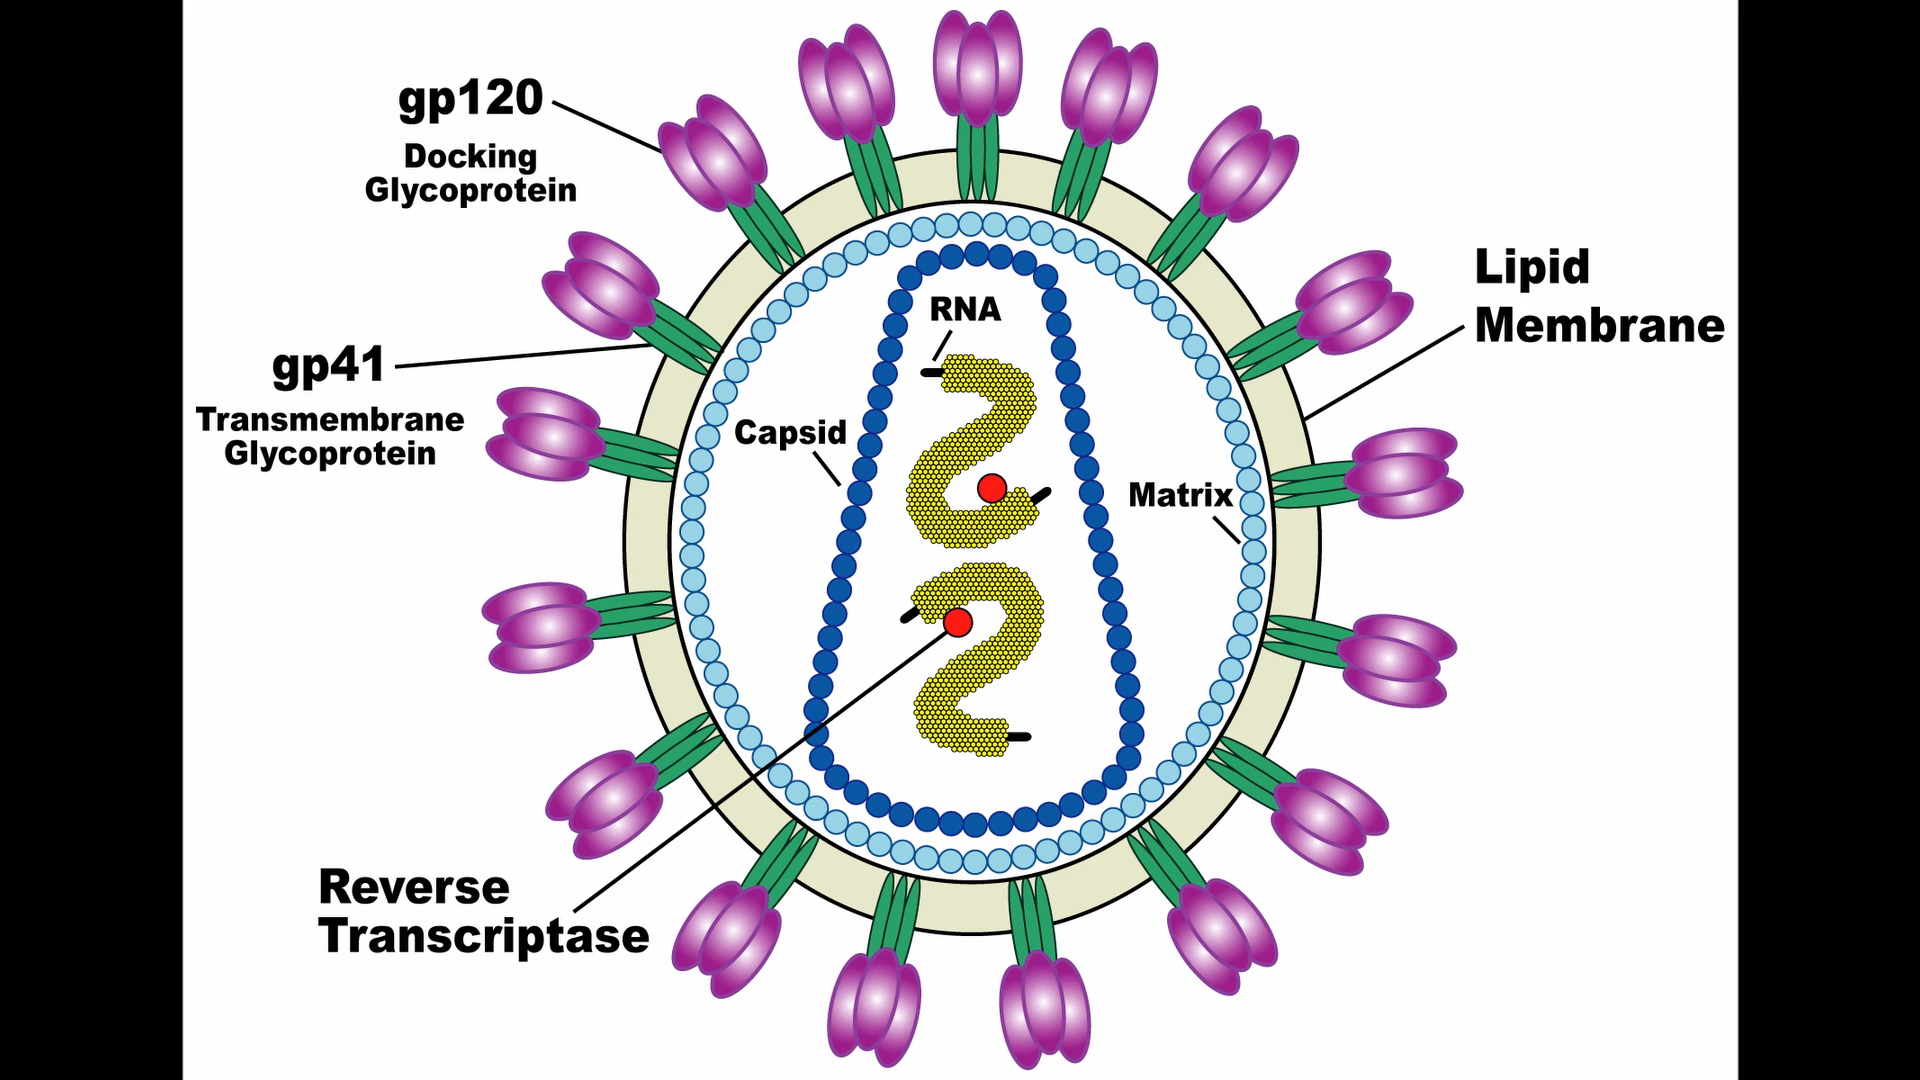 gp120
Docking
Glycoprotein
gp41
Transmembrane
Glycoprotein
RNA
Capsid
Matrix
Lipid
Membrane
Reverse
Transcriptase